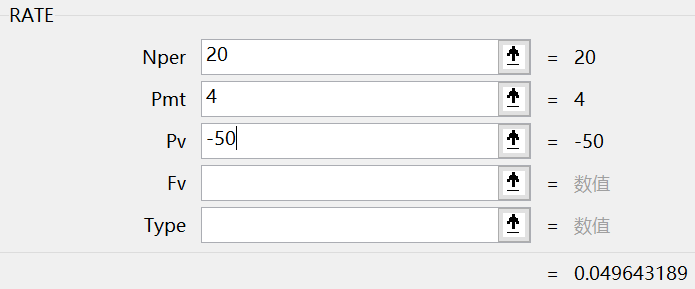 RATE
Nper 20 = 20
Pmt 4 = 4
Pv -50 = -50
Fv = 数值
Type = 数值
= 0.049643189